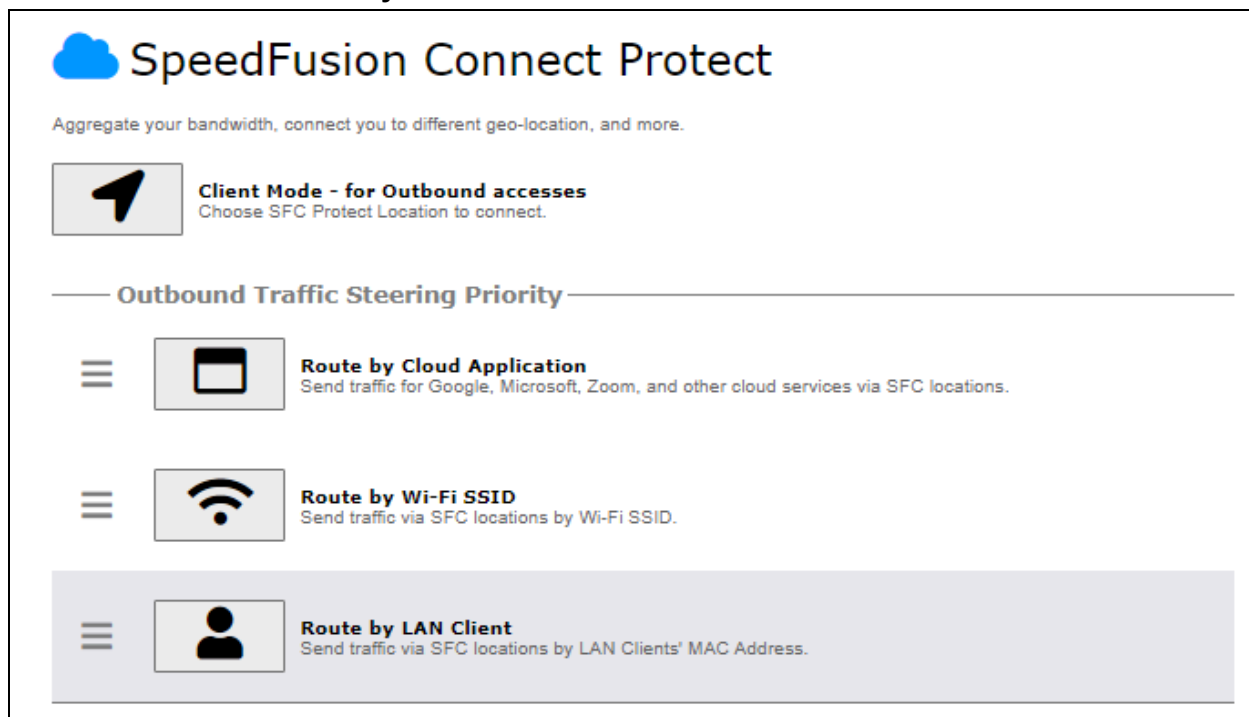 SpeedFusion Connect Protect
Aggregate your bandwidth, connect you to different geo-location, and more.
Client Mode - for Outbound accesses
Choose SFC Protect Location to connect.
Outbound Traffic Steering Priority
Route by Cloud Application
Send traffic for Google, Microsoft, Zoom, and other cloud services via SFC locations.
Route by Wi-Fi SSID
Send traffic via SFC locations by Wi-Fi SSID.
Route by LAN Client
Send traffic via SFC locations by LAN Clients' MAC Address.